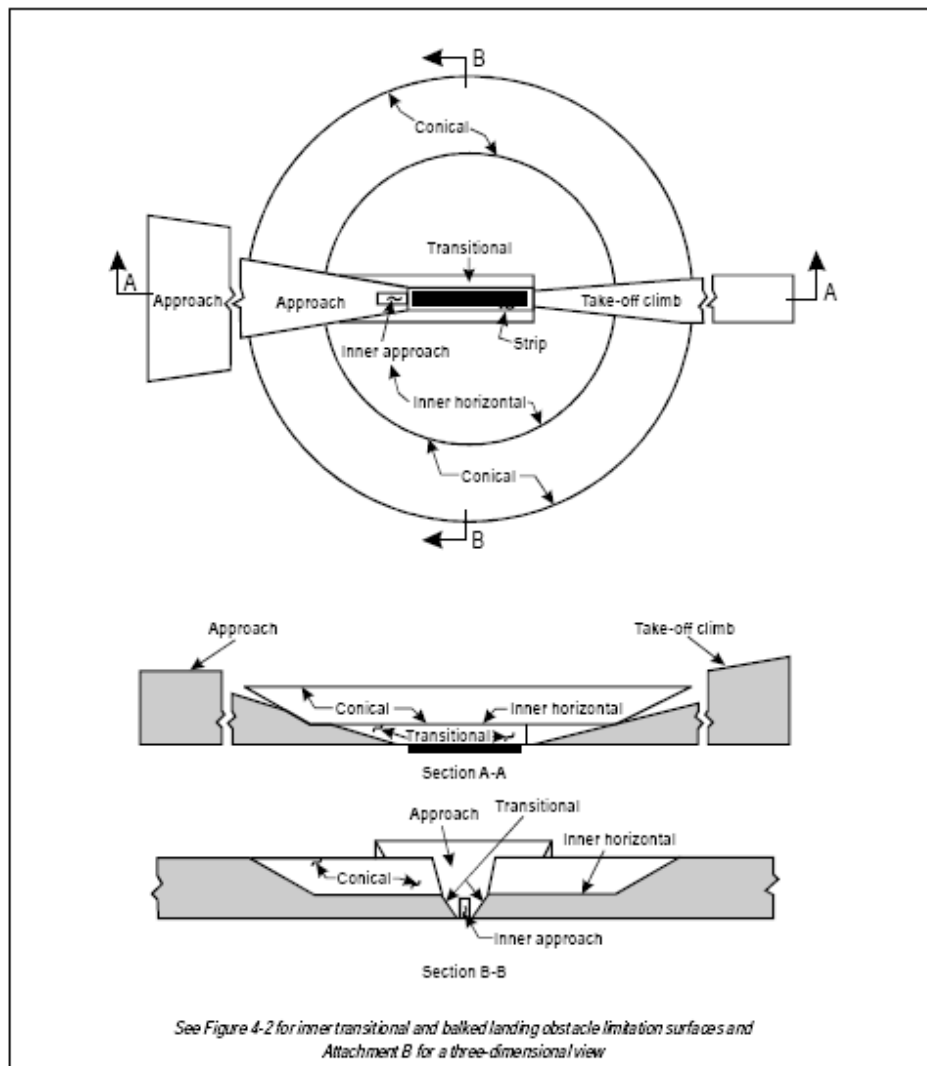 B
Conical
Transitional
A
Approach
Approach
Take-off climb
A
Inner approach
Strip
Inner horizontal
Conical
B
Approach
Take-off climb
Conical
Inner horizontal
Transitional
Section A-A
Approach
Transitional
Inner horizontal
Conical
Inner approach
Section B-B
See Figure 4-2 for inner transitional and balked landing obstacle limitation surfaces and
Attachment B for a three-dimensional view